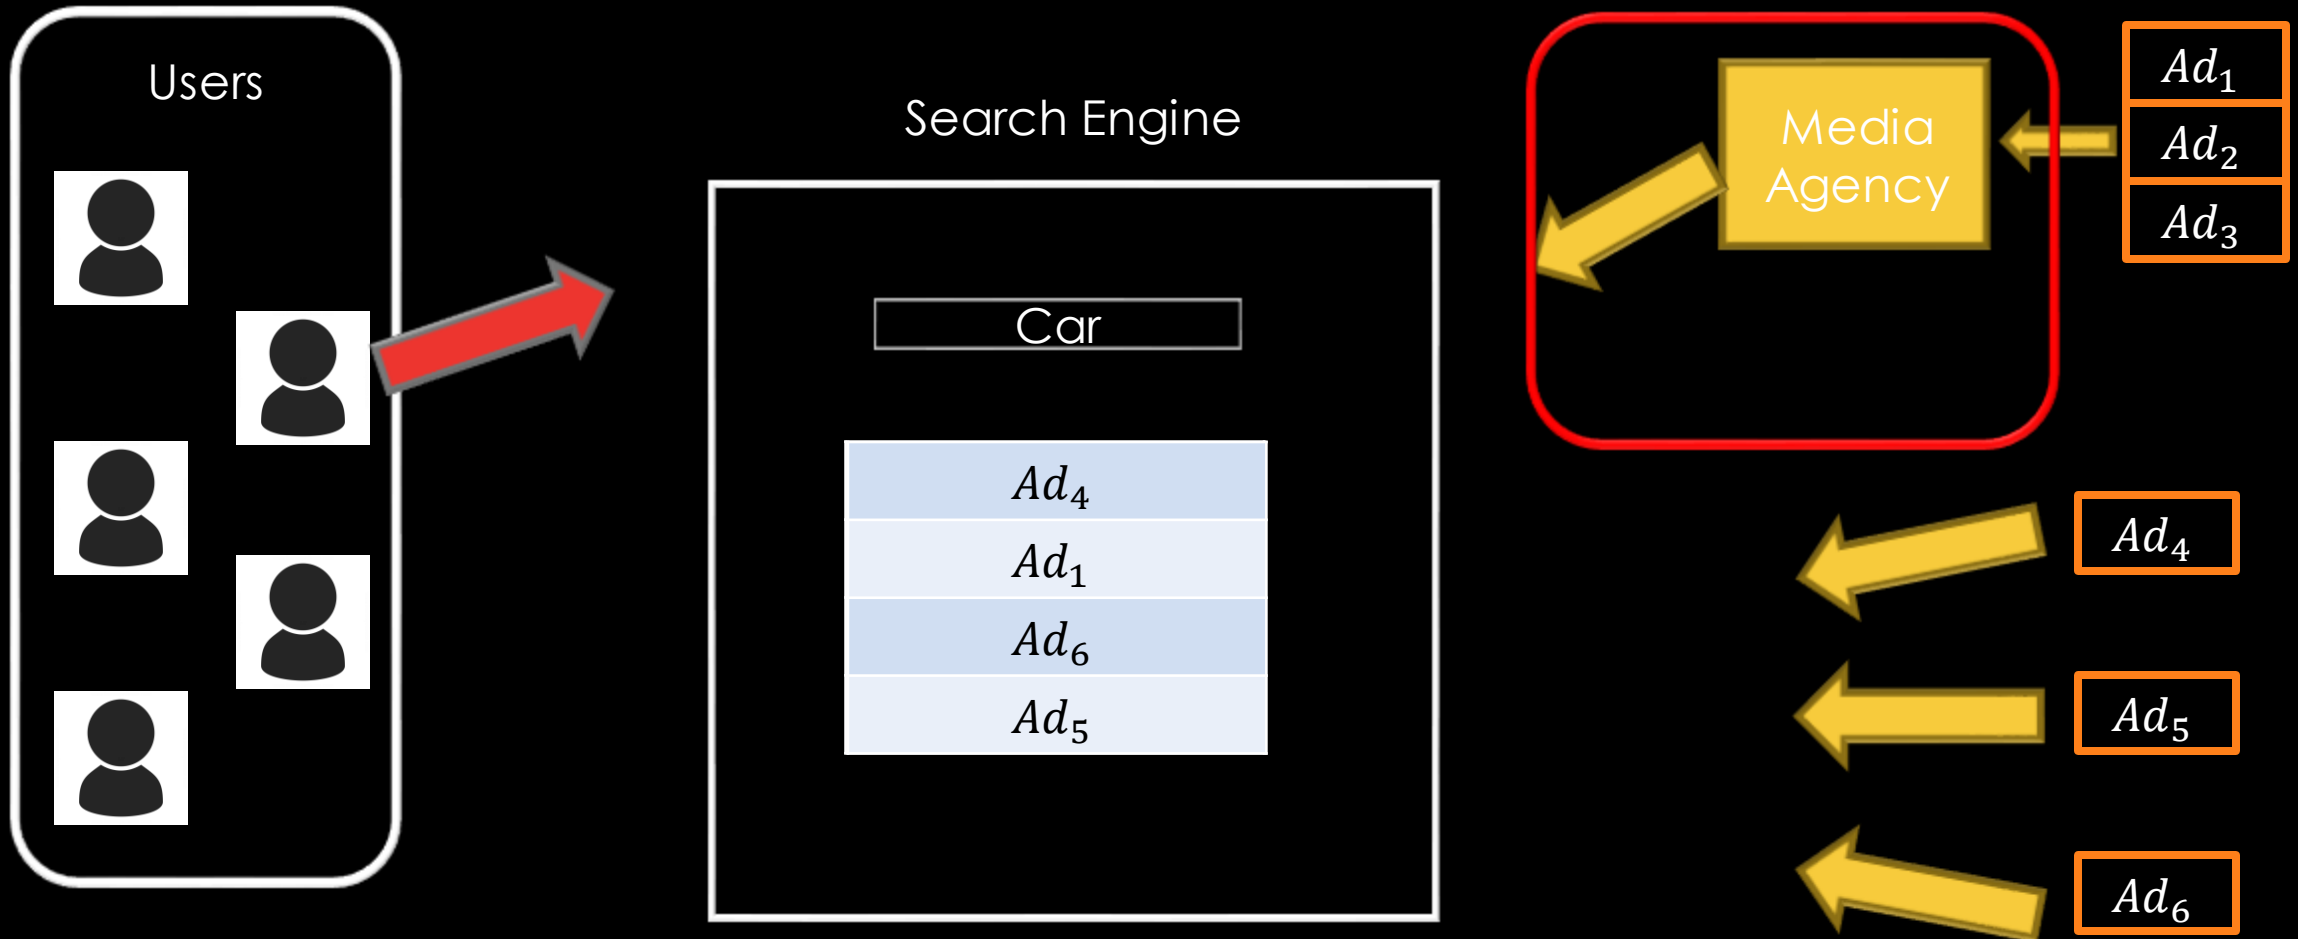 Users
Search Engine
Car
Ad₄
Ad₁
Ad₆
Ad₅
Media
Agency
Ad₁
Ad₂
Ad₃
Ad₄
Ad₅
Ad₆